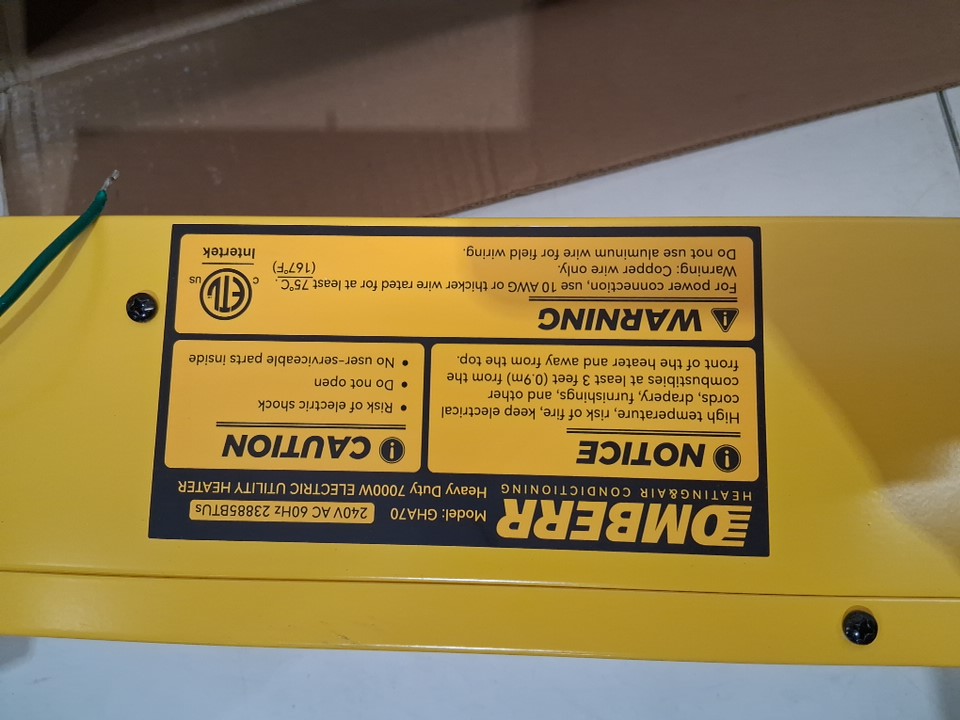 OMBERR
HEATING&AIR CONDICTIONING
Model: GHA70
240V AC 60Hz 23885BTUs
Heavy Duty 7000W ELECTRIC UTILITY HEATER
NOTICE
High temperature, risk of fire, keep electrical
cords, drapery, furnishings, and other
combustibles at least 3 feet (0.9m) from the
front of the heater and away from the top.
CAUTION
• Risk of electric shock
• Do not open
• No user-serviceable parts inside
WARNING
For power connection, use 10 AWG or thicker wire rated for at least 75°C.
(167°F)
Warning: Copper wire only.
Do not use aluminum wire for field wiring.
ETL
C US
Intertek